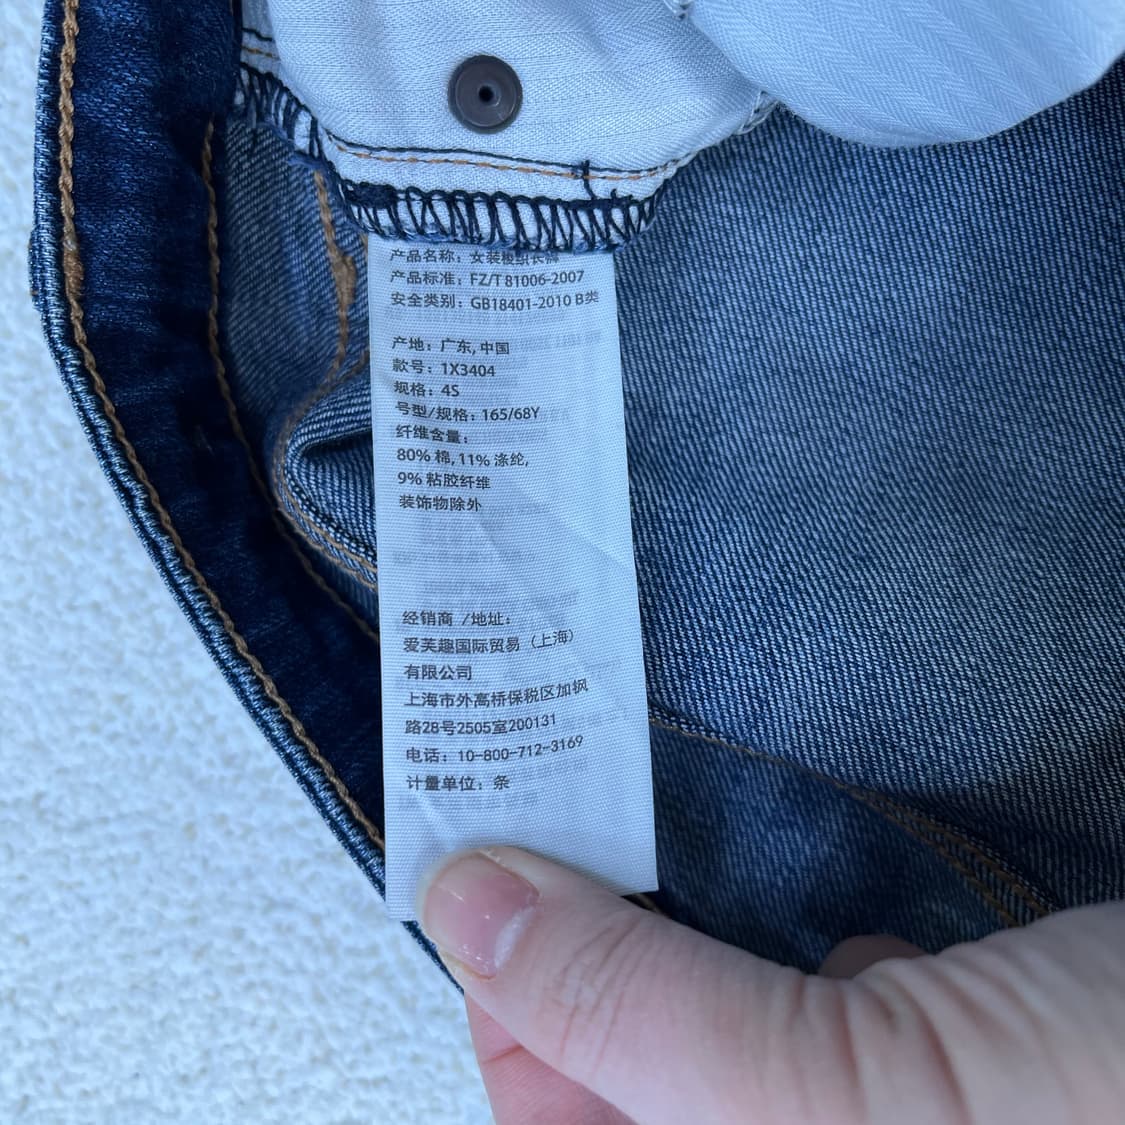 产品名称：女装梭织长裤
产品标准：FZ/T 81006-2007
安全类别：GB18401-2010 B类
产地：广东,中国
款号：1X3404
规格：4S
号型/规格：165/68Y
纤维含量：
80% 棉, 11% 涤纶,
9% 粘胶纤维
装饰物除外
经销商 /地址：
爱芙趣国际贸易（上海）
有限公司
上海市外高桥保税区加枫
路28号2505室200131
电话：10-800-712-3169
计量单位：条